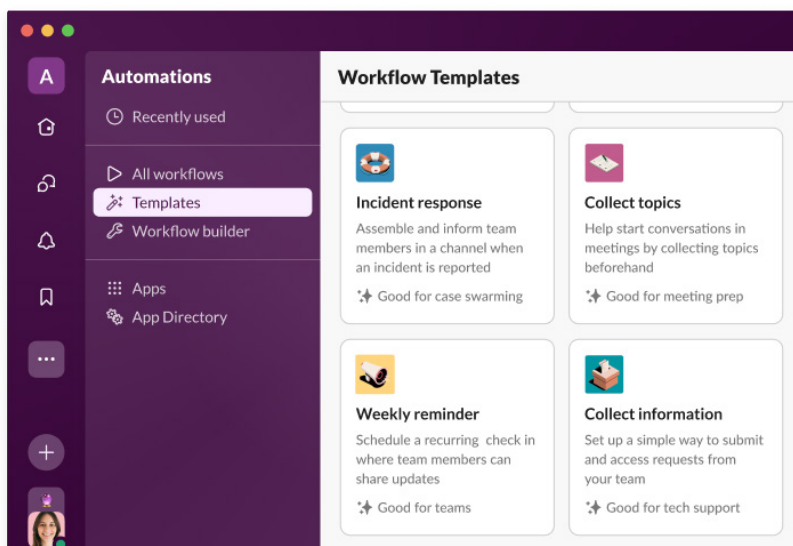 A
Automations
Recently used
All workflows
Templates
Workflow builder
Apps
App Directory
Workflow Templates
Incident response
Assemble and inform team
members in a channel when
an incident is reported
Good for case swarming
Collect topics
Help start conversations in
meetings by collecting topics
beforehand
Good for meeting prep
Weekly reminder
Schedule a recurring check in
where team members can
share updates
Good for teams
Collect information
Set up a simple way to submit
and access requests from
your team
Good for tech support